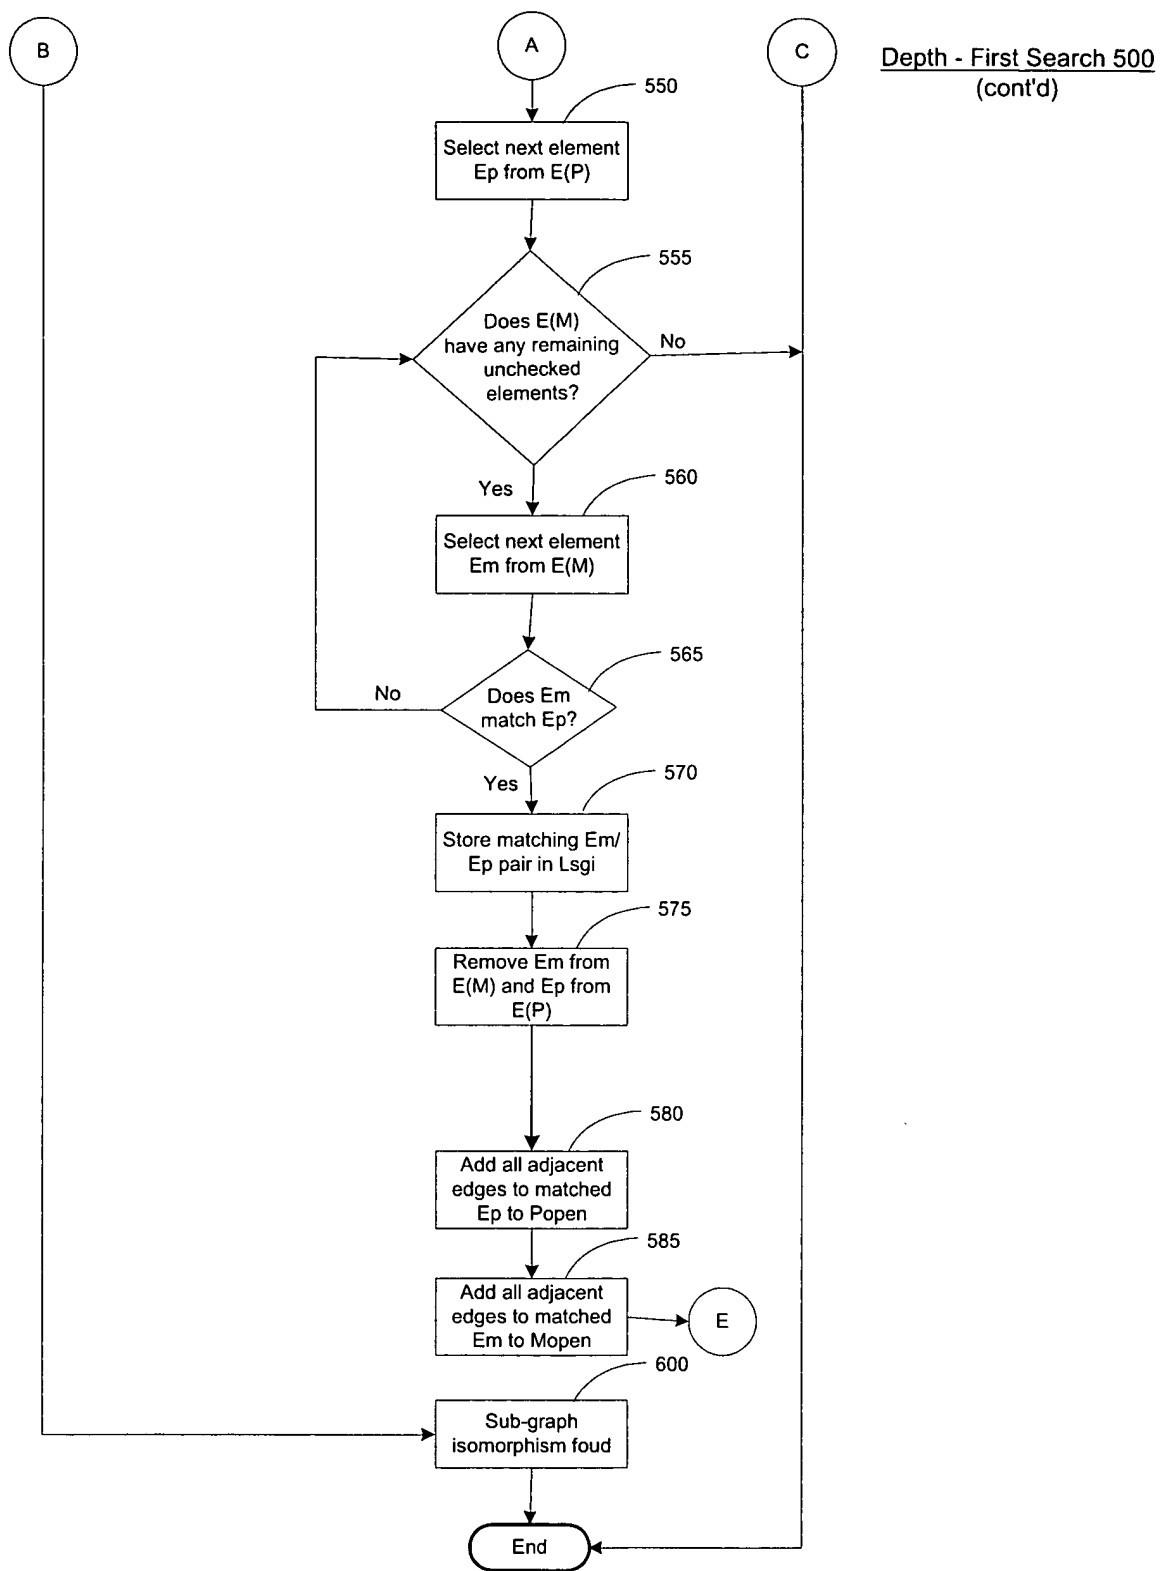 B
A
C
Depth - First Search 500
(cont'd)
550
Select next element
Ep from E(P)
555
Does E(M)
have any remaining
unchecked
elements?
No
Yes
560
Select next element
Em from E(M)
565
Does Em
match Ep?
No
Yes
570
Store matching Em/
Ep pair in Lsgi
575
Remove Em from
E(M) and Ep from
E(P)
580
Add all adjacent
edges to matched
Ep to Popen
585
Add all adjacent
edges to matched
Em to Mopen
E
600
Sub-graph
isomorphism foud
End